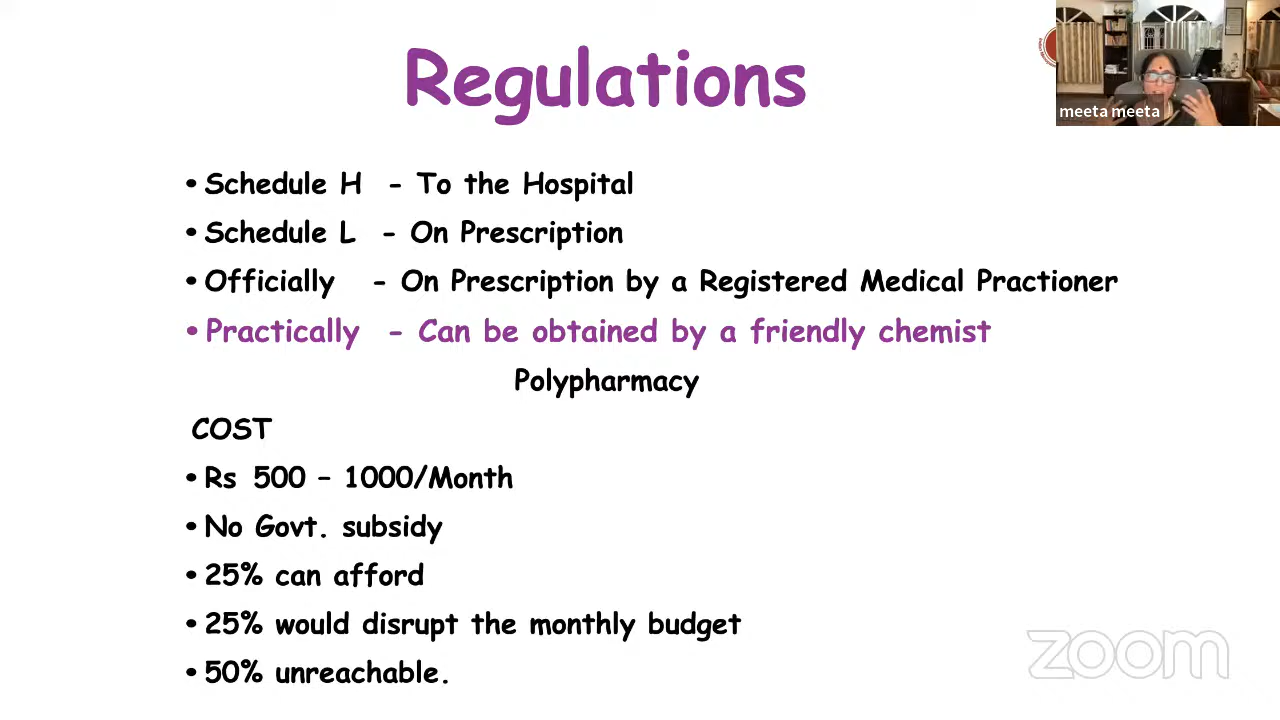 Regulations
meeta meeta
• Schedule H - To the Hospital
• Schedule L - On Prescription
• Officially - On Prescription by a Registered Medical Practioner
• Practically - Can be obtained by a friendly chemist
Polypharmacy
COST
• Rs 500 – 1000/Month
• No Govt. subsidy
• 25% can afford
• 25% would disrupt the monthly budget
• 50% unreachable.
zoom